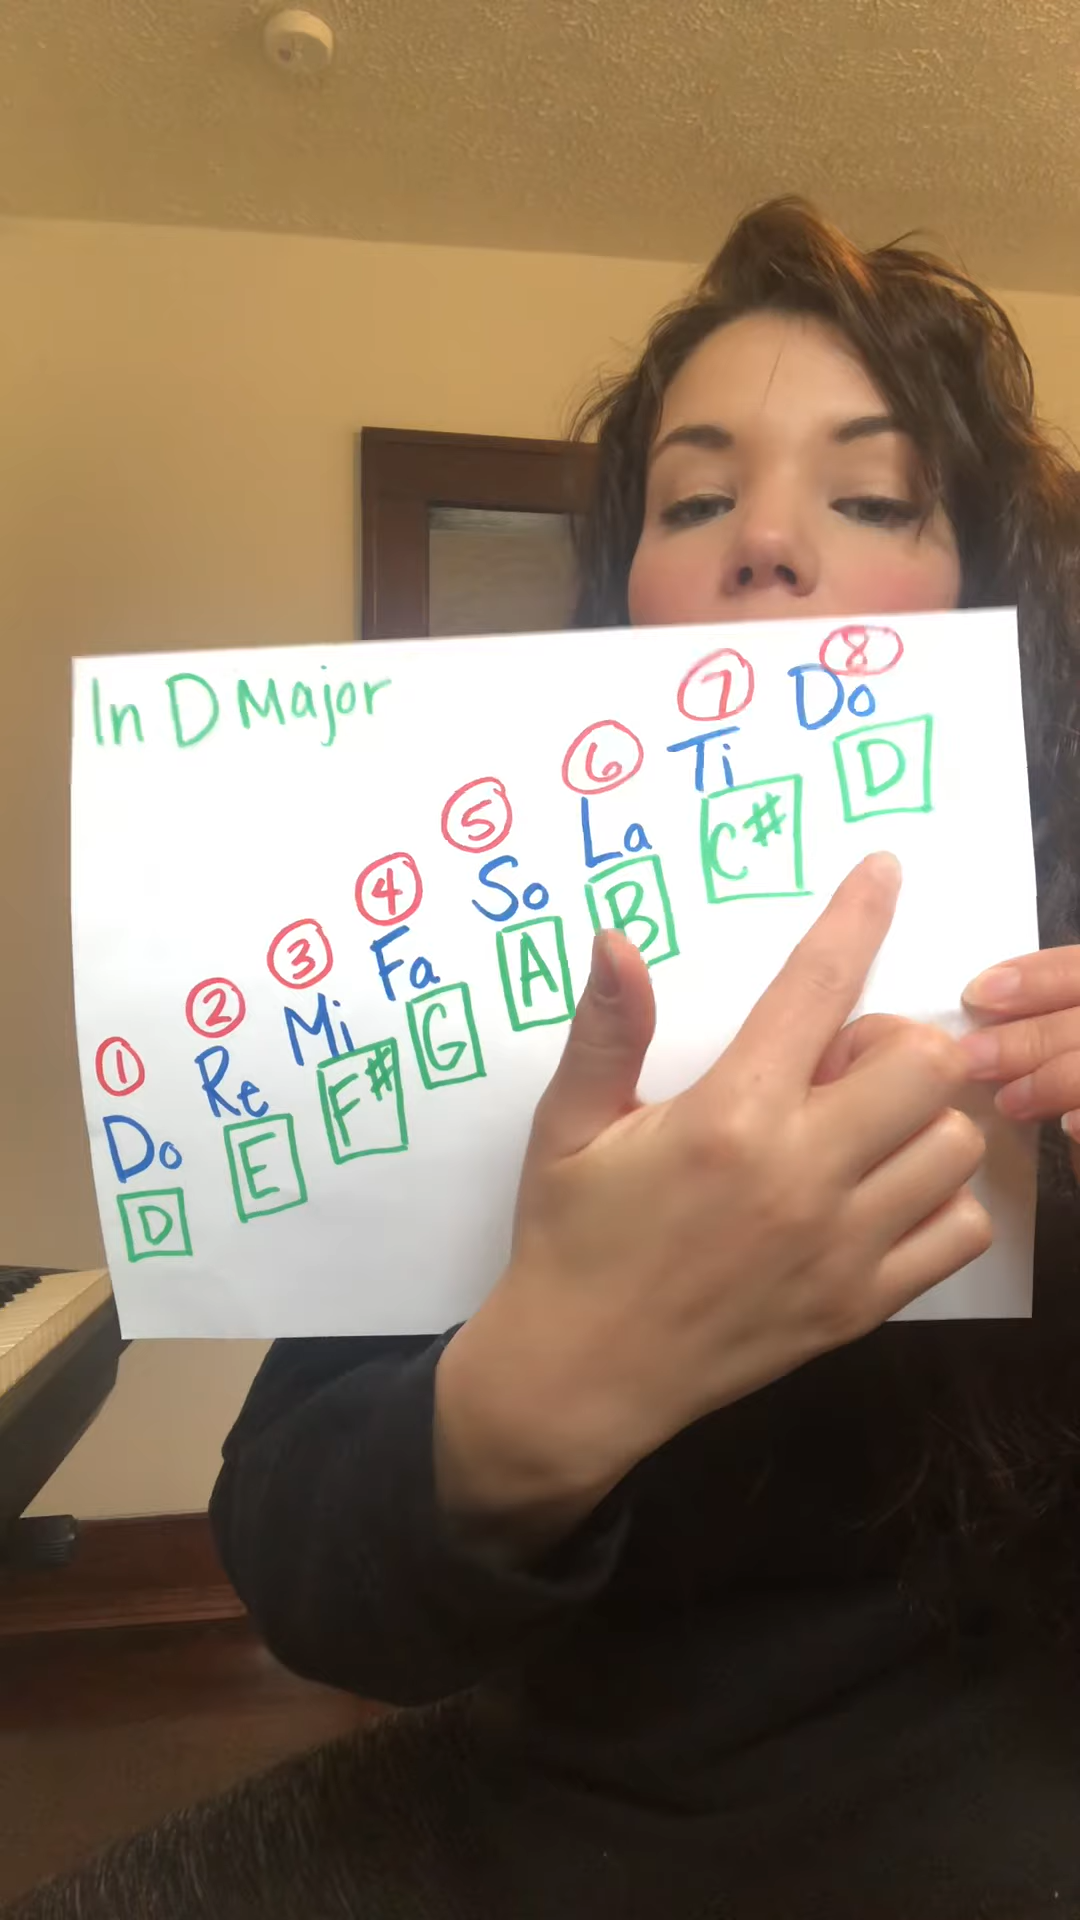 In D Major
① ② ③ ④ ⑤ ⑥ ⑦ ⑧
Do Re Mi Fa So La Ti Do
D E F# G A B C# D